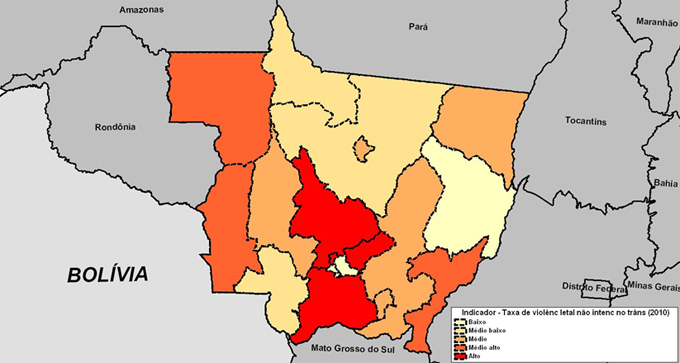 Amazonas
Pará
Maranhão
Rondônia
Tocantins
Bahia
BOLÍVIA
Distrito Federal
Minas Gerais
Mato Grosso do Sul
Indicador - Taxa de violênc letal não intenc no trâns (2010)
Baixo
Médio baixo
Médio
Médio alto
Alto